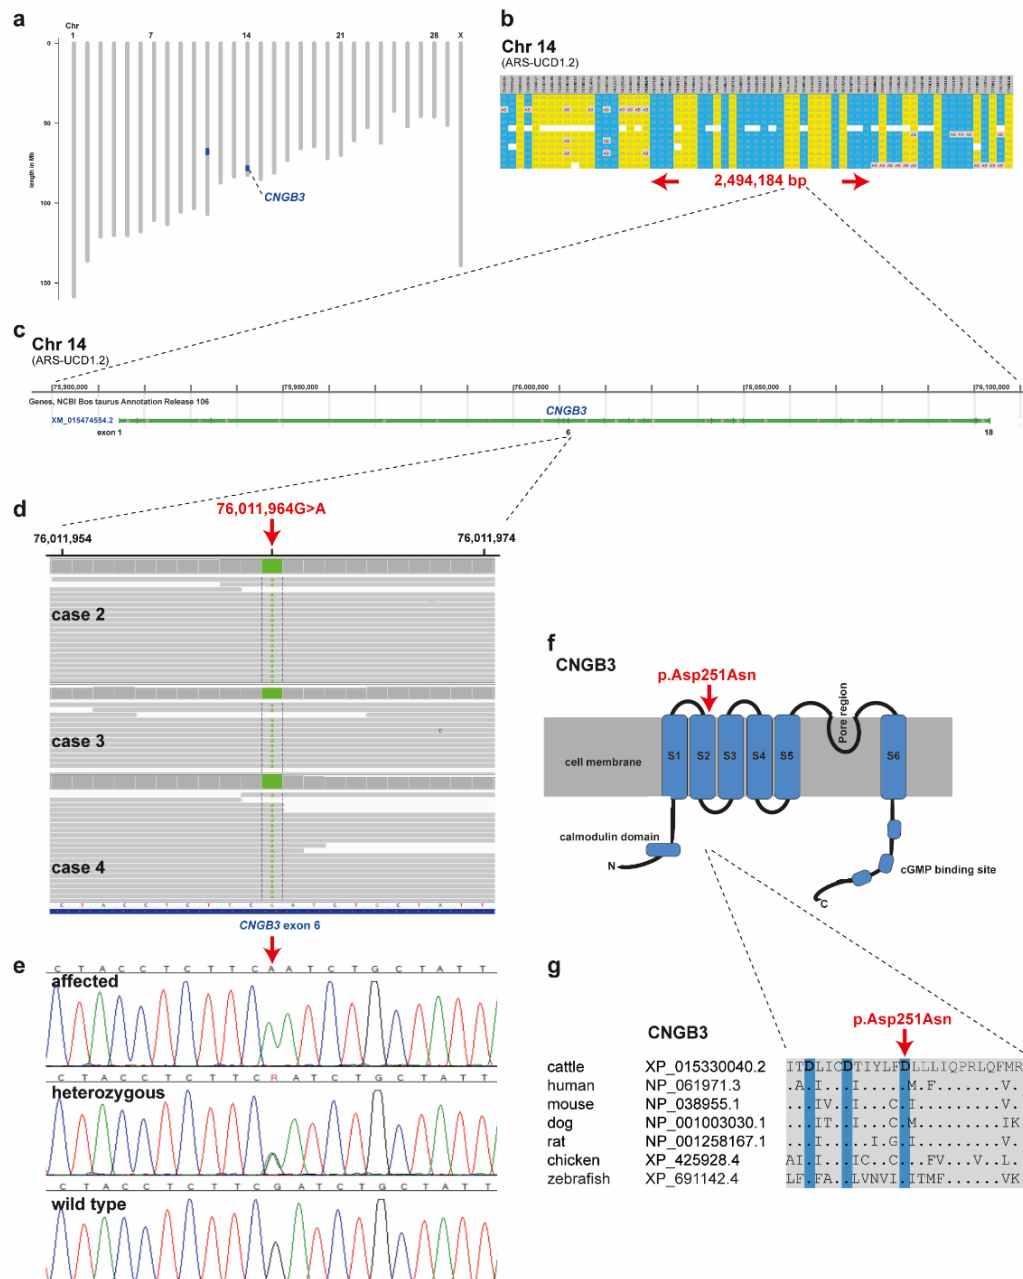 a
Chr
1 7 14 21 28 X
0
50
100
150
length in Mb
CNGB3
b
Chr 14
(ARS-UCD1.2)
2,494,184 bp
c
Chr 14
(ARS-UCD1.2)
75,900,000 75,950,000 76,000,000 76,050,000 76,100,000
Genes, NCBI Bos taurus Annotation Release 106
CNGB3
XM_015474554.2
exon 1 6 18
d
76,011,964G>A
76,011,954 76,011,974
case 2
case 3
case 4
C T A C C T C T T C G A T C T G C T A T T
CNGB3 exon 6
e
C T A C C T C T T C A A T C T G C T A T T
affected
C T A C C T C T T C R A T C T G C T A T T
heterozygous
C T A C C T C T T C G A T C T G C T A T T
wild type
f
CNGB3
p.Asp251Asn
Pore region
cell membrane
S1 S2 S3 S4 S5 S6
calmodulin domain
N
cGMP binding site
C
g
p.Asp251Asn
CNGB3
cattle XP_015330040.2 ITDLICDTIYLFDLLLIQPRLQFMR
human NP_061971.3
mouse NP_038955.1
dog NP_001003030.1
rat NP_001258167.1
chicken XP_425928.4
zebrafish XP_691142.4